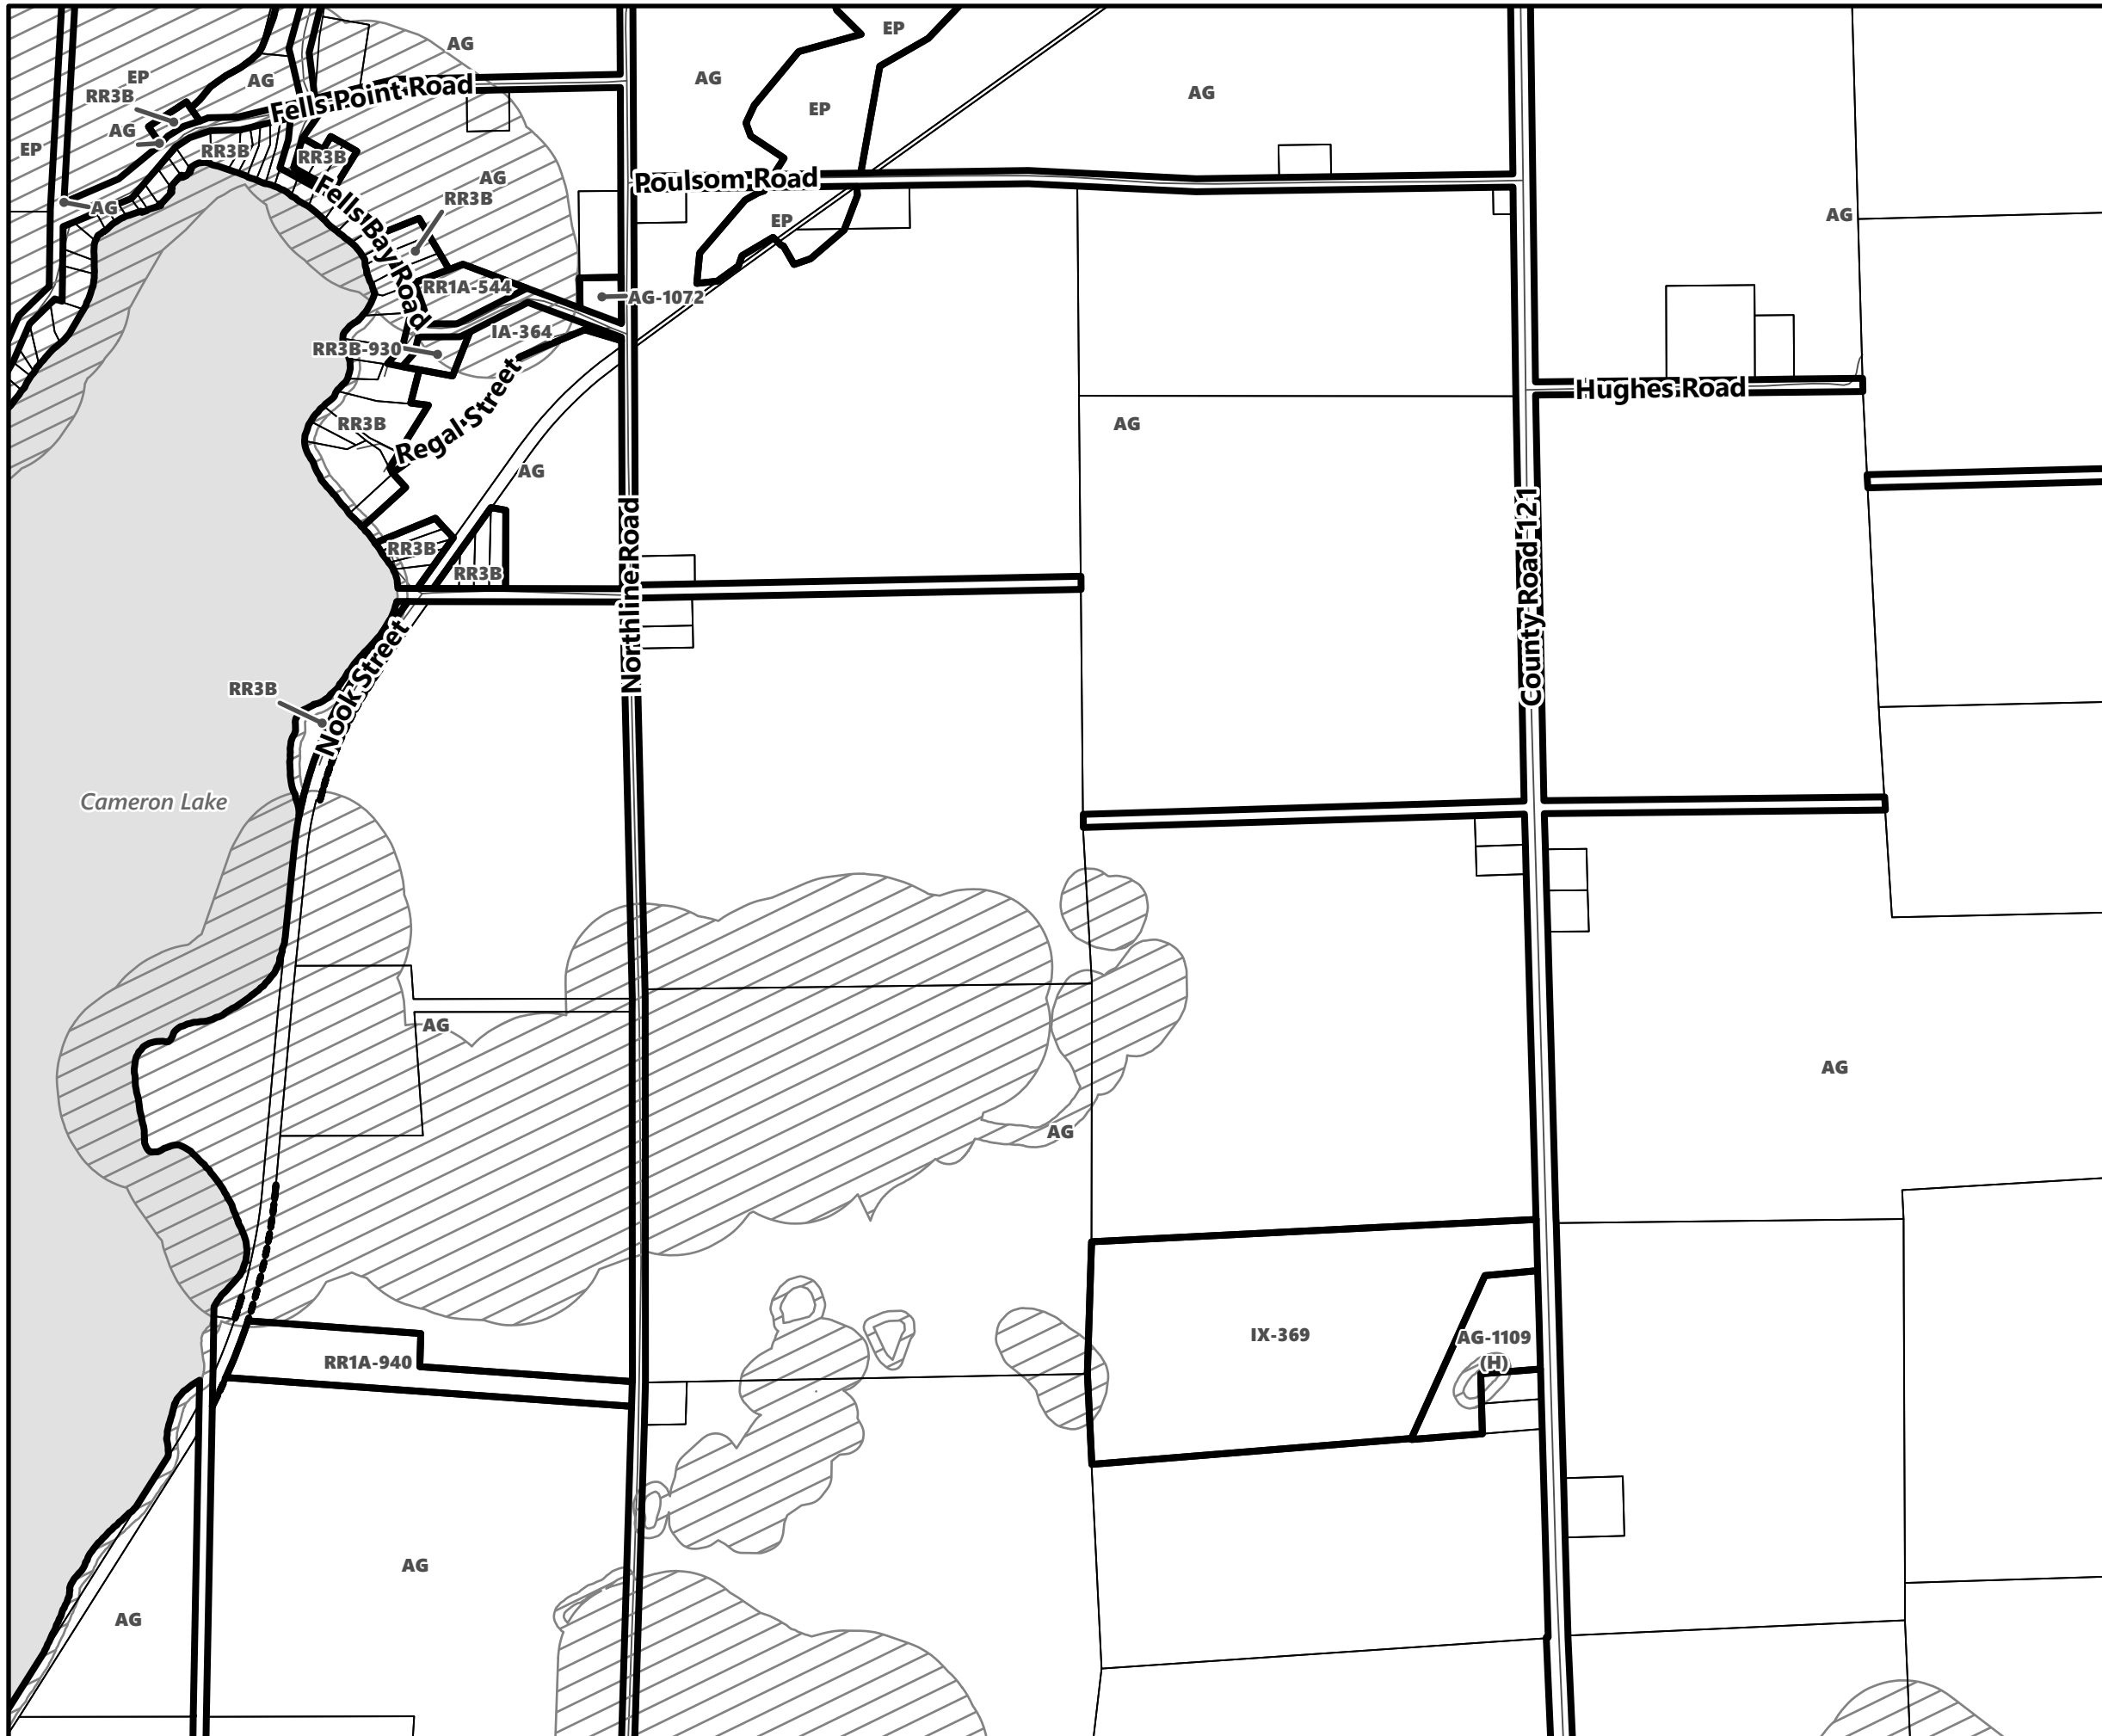 EP
AG
AG
EP
AG
AG
RR3B
Fells Point Road
EP
AG
EP
RR3B
RR3B
AG
Poulsom Road
RR3B
AG
Fells Bay Road
EP
AG
RR1A-544
AG-1072
IA-364
RR3B-930
Hughes Road
Regal Street
RR3B
AG
AG
RR3B
RR3B
Northline Road
County Road 121
Nook Street
RR3B
Cameron Lake
AG
AG
AG
IX-369
AG-1109
(H)
RR1A-940
AG
AG